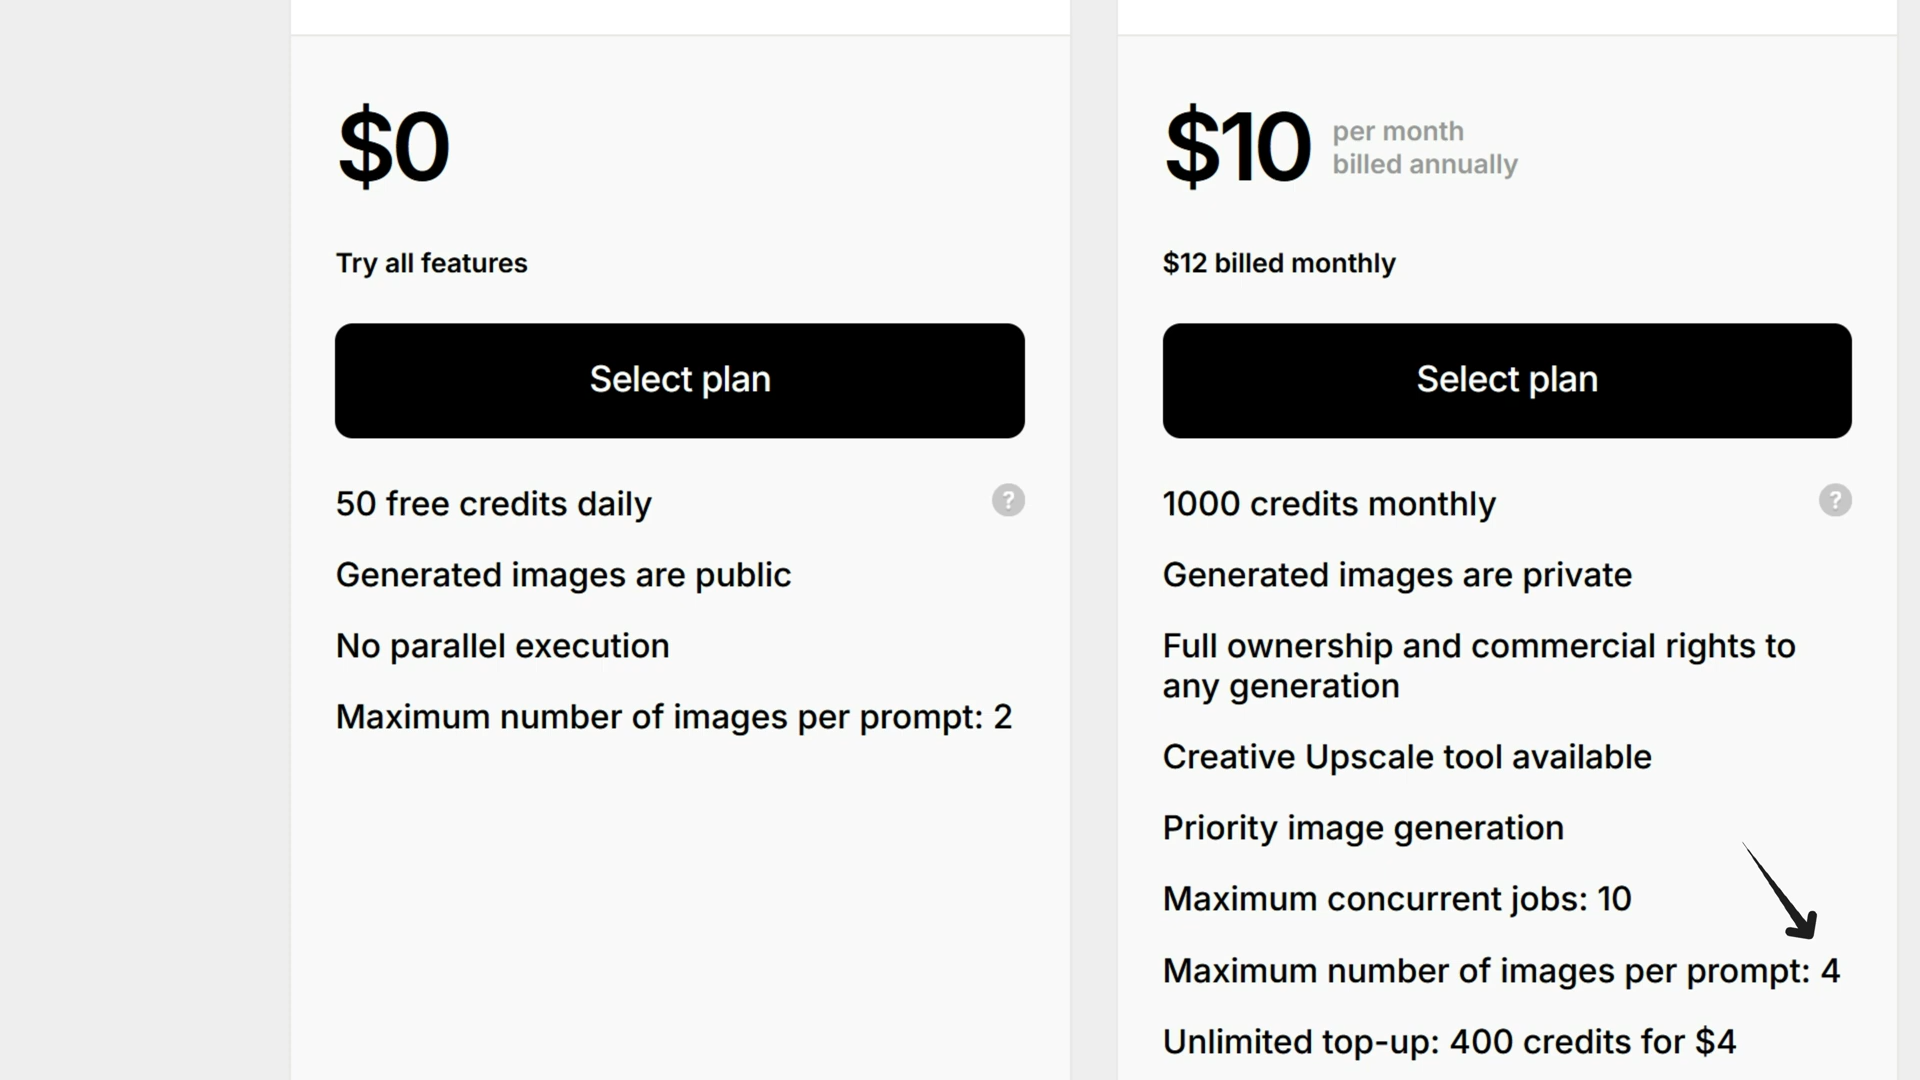 $0
Try all features
Select plan
50 free credits daily
?
Generated images are public
No parallel execution
Maximum number of images per prompt: 2
$10
per month
billed annually
$12 billed monthly
Select plan
1000 credits monthly
?
Generated images are private
Full ownership and commercial rights to
any generation
Creative Upscale tool available
Priority image generation
Maximum concurrent jobs: 10
Maximum number of images per prompt: 4
Unlimited top-up: 400 credits for $4